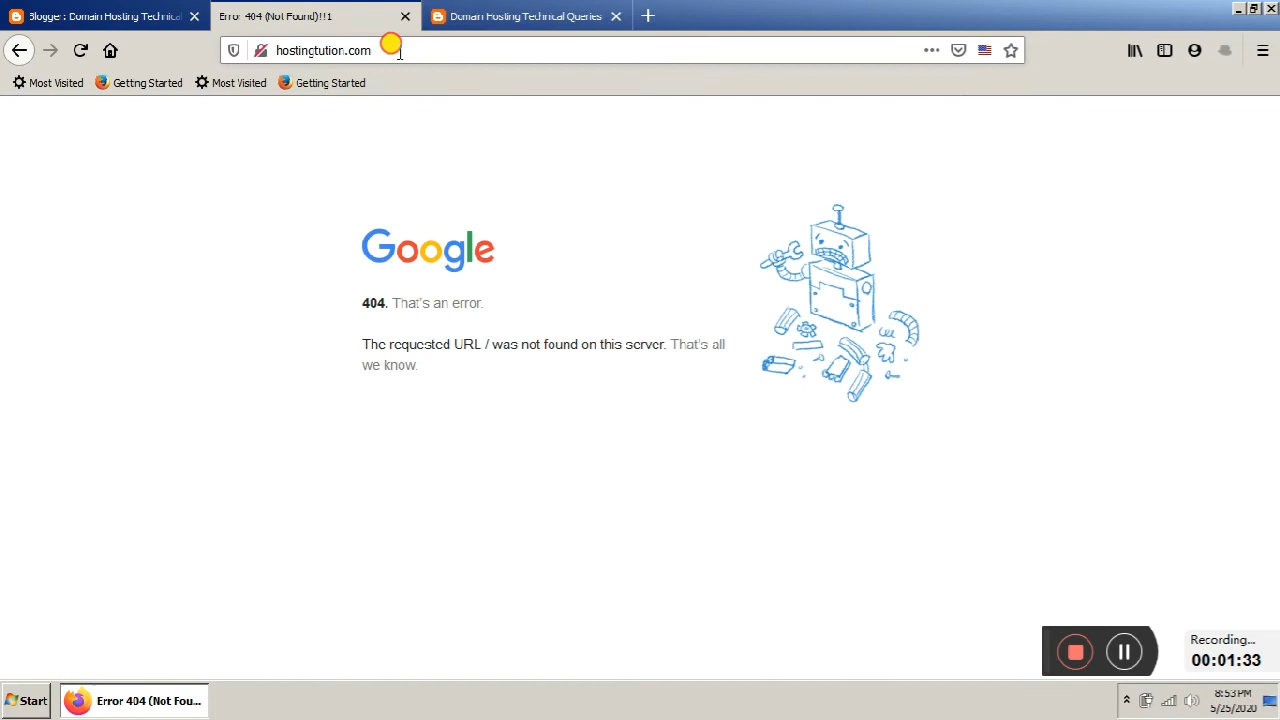 Blogger: Domain Hosting Technical
Error 404 (Not Found)!!1
Domain Hosting Technical Queries
hostingtution.com
Most Visited
Getting Started
Most Visited
Getting Started
Google
404. That's an error.
The requested URL / was not found on this server. That's all
we know.
Recording...
00:01:33
Start
Error 404 (Not Fou...
8:53 PM
5/25/2020